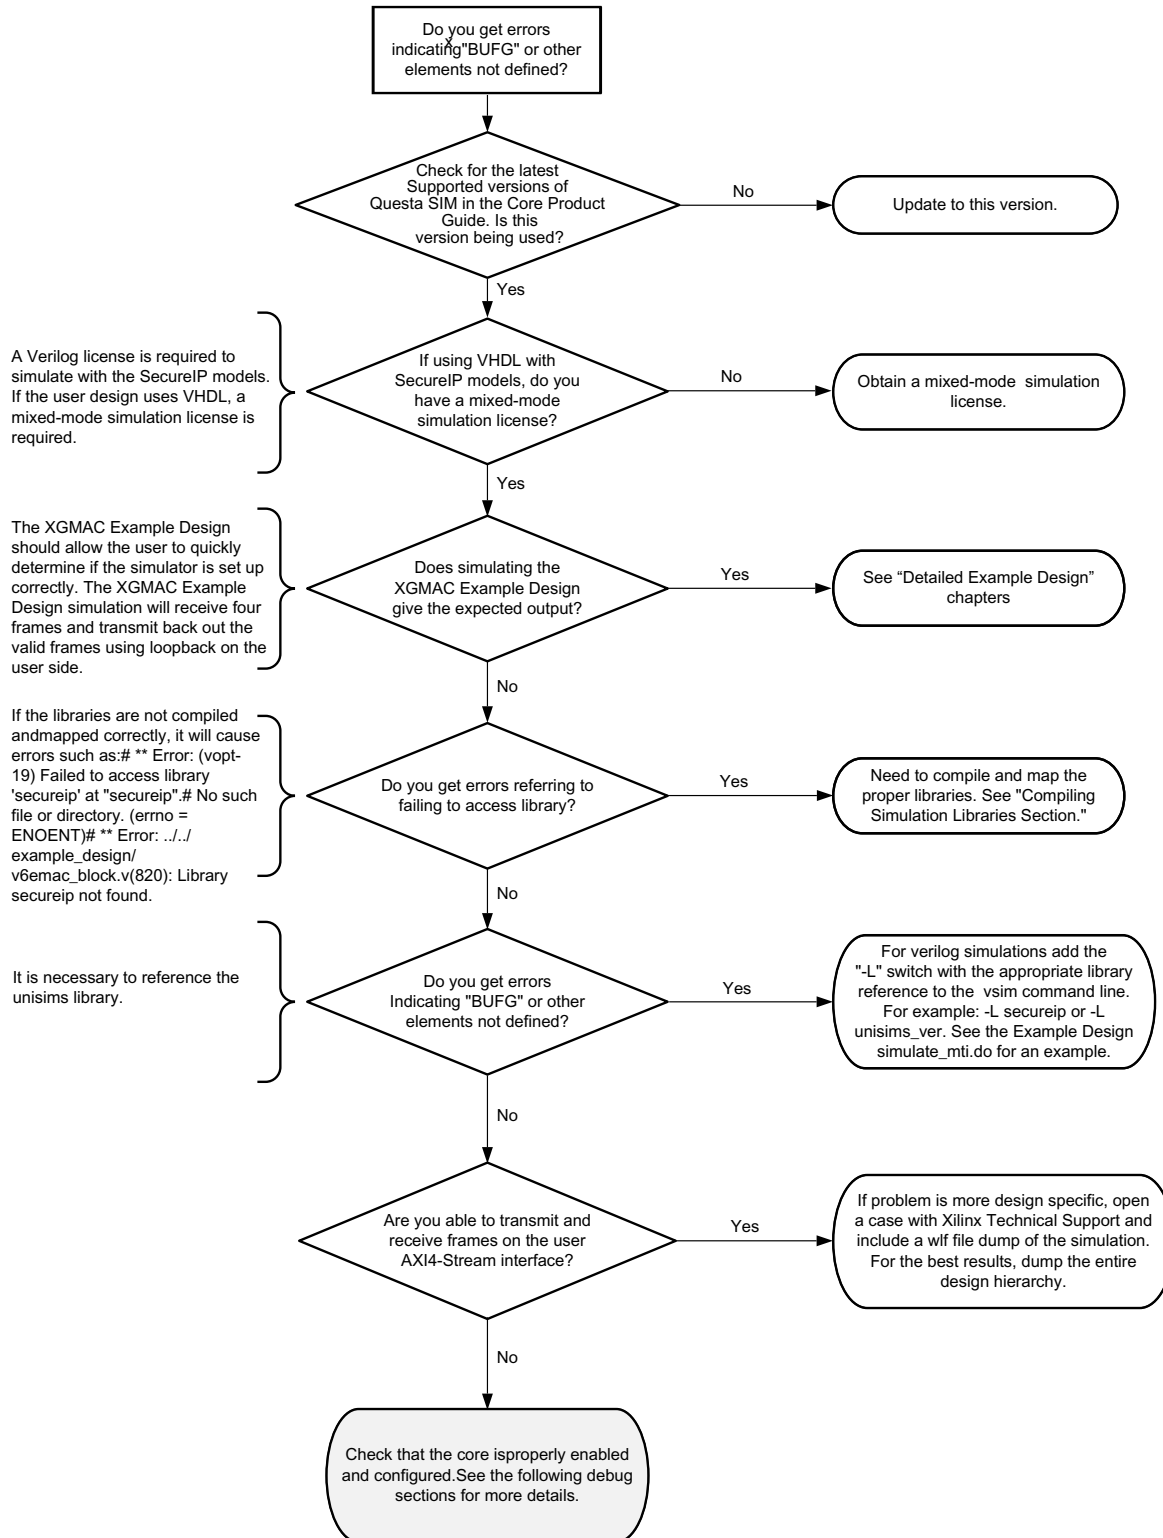 Do you get errors
indicating"BUFG" or other
x
elements not defined?
Check for the latest
Supported versions of
Questa SIM in the Core Product
Guide. Is this
version being used?
No
Update to this version.
Yes
A Verilog license is required to
simulate with the SecureIP models.
If the user design uses VHDL, a
mixed-mode simulation license is
required.
If using VHDL with
SecureIP models, do you
have a mixed-mode
simulation license?
No
Obtain a mixed-mode simulation
license.
Yes
The XGMAC Example Design
should allow the user to quickly
determine if the simulator is set up
correctly. The XGMAC Example
Design simulation will receive four
frames and transmit back out the
valid frames using loopback on the
user side.
Does simulating the
XGMAC Example Design
give the expected output?
Yes
See “Detailed Example Design”
chapters
No
If the libraries are not compiled
andmapped correctly, it will cause
errors such as:# ** Error: (vopt-
19) Failed to access library
'secureip' at "secureip".# No such
file or directory. (errno =
ENOENT)# ** Error: ../../
example_design/
v6emac_block.v(820): Library
secureip not found.
Do you get errors referring to
failing to access library?
Yes
Need to compile and map the
proper libraries. See "Compiling
Simulation Libraries Section."
No
It is necessary to reference the
unisims library.
Do you get errors
Indicating "BUFG" or other
elements not defined?
Yes
For verilog simulations add the
"-L" switch with the appropriate library
reference to the vsim command line.
For example: -L secureip or -L
unisims_ver. See the Example Design
simulate_mti.do for an example.
No
Are you able to transmit and
receive frames on the user
AXI4-Stream interface?
Yes
If problem is more design specific, open
a case with Xilinx Technical Support and
include a wlf file dump of the simulation.
For the best results, dump the entire
design hierarchy.
No
Check that the core isproperly enabled
and configured.See the following debug
sections for more details.